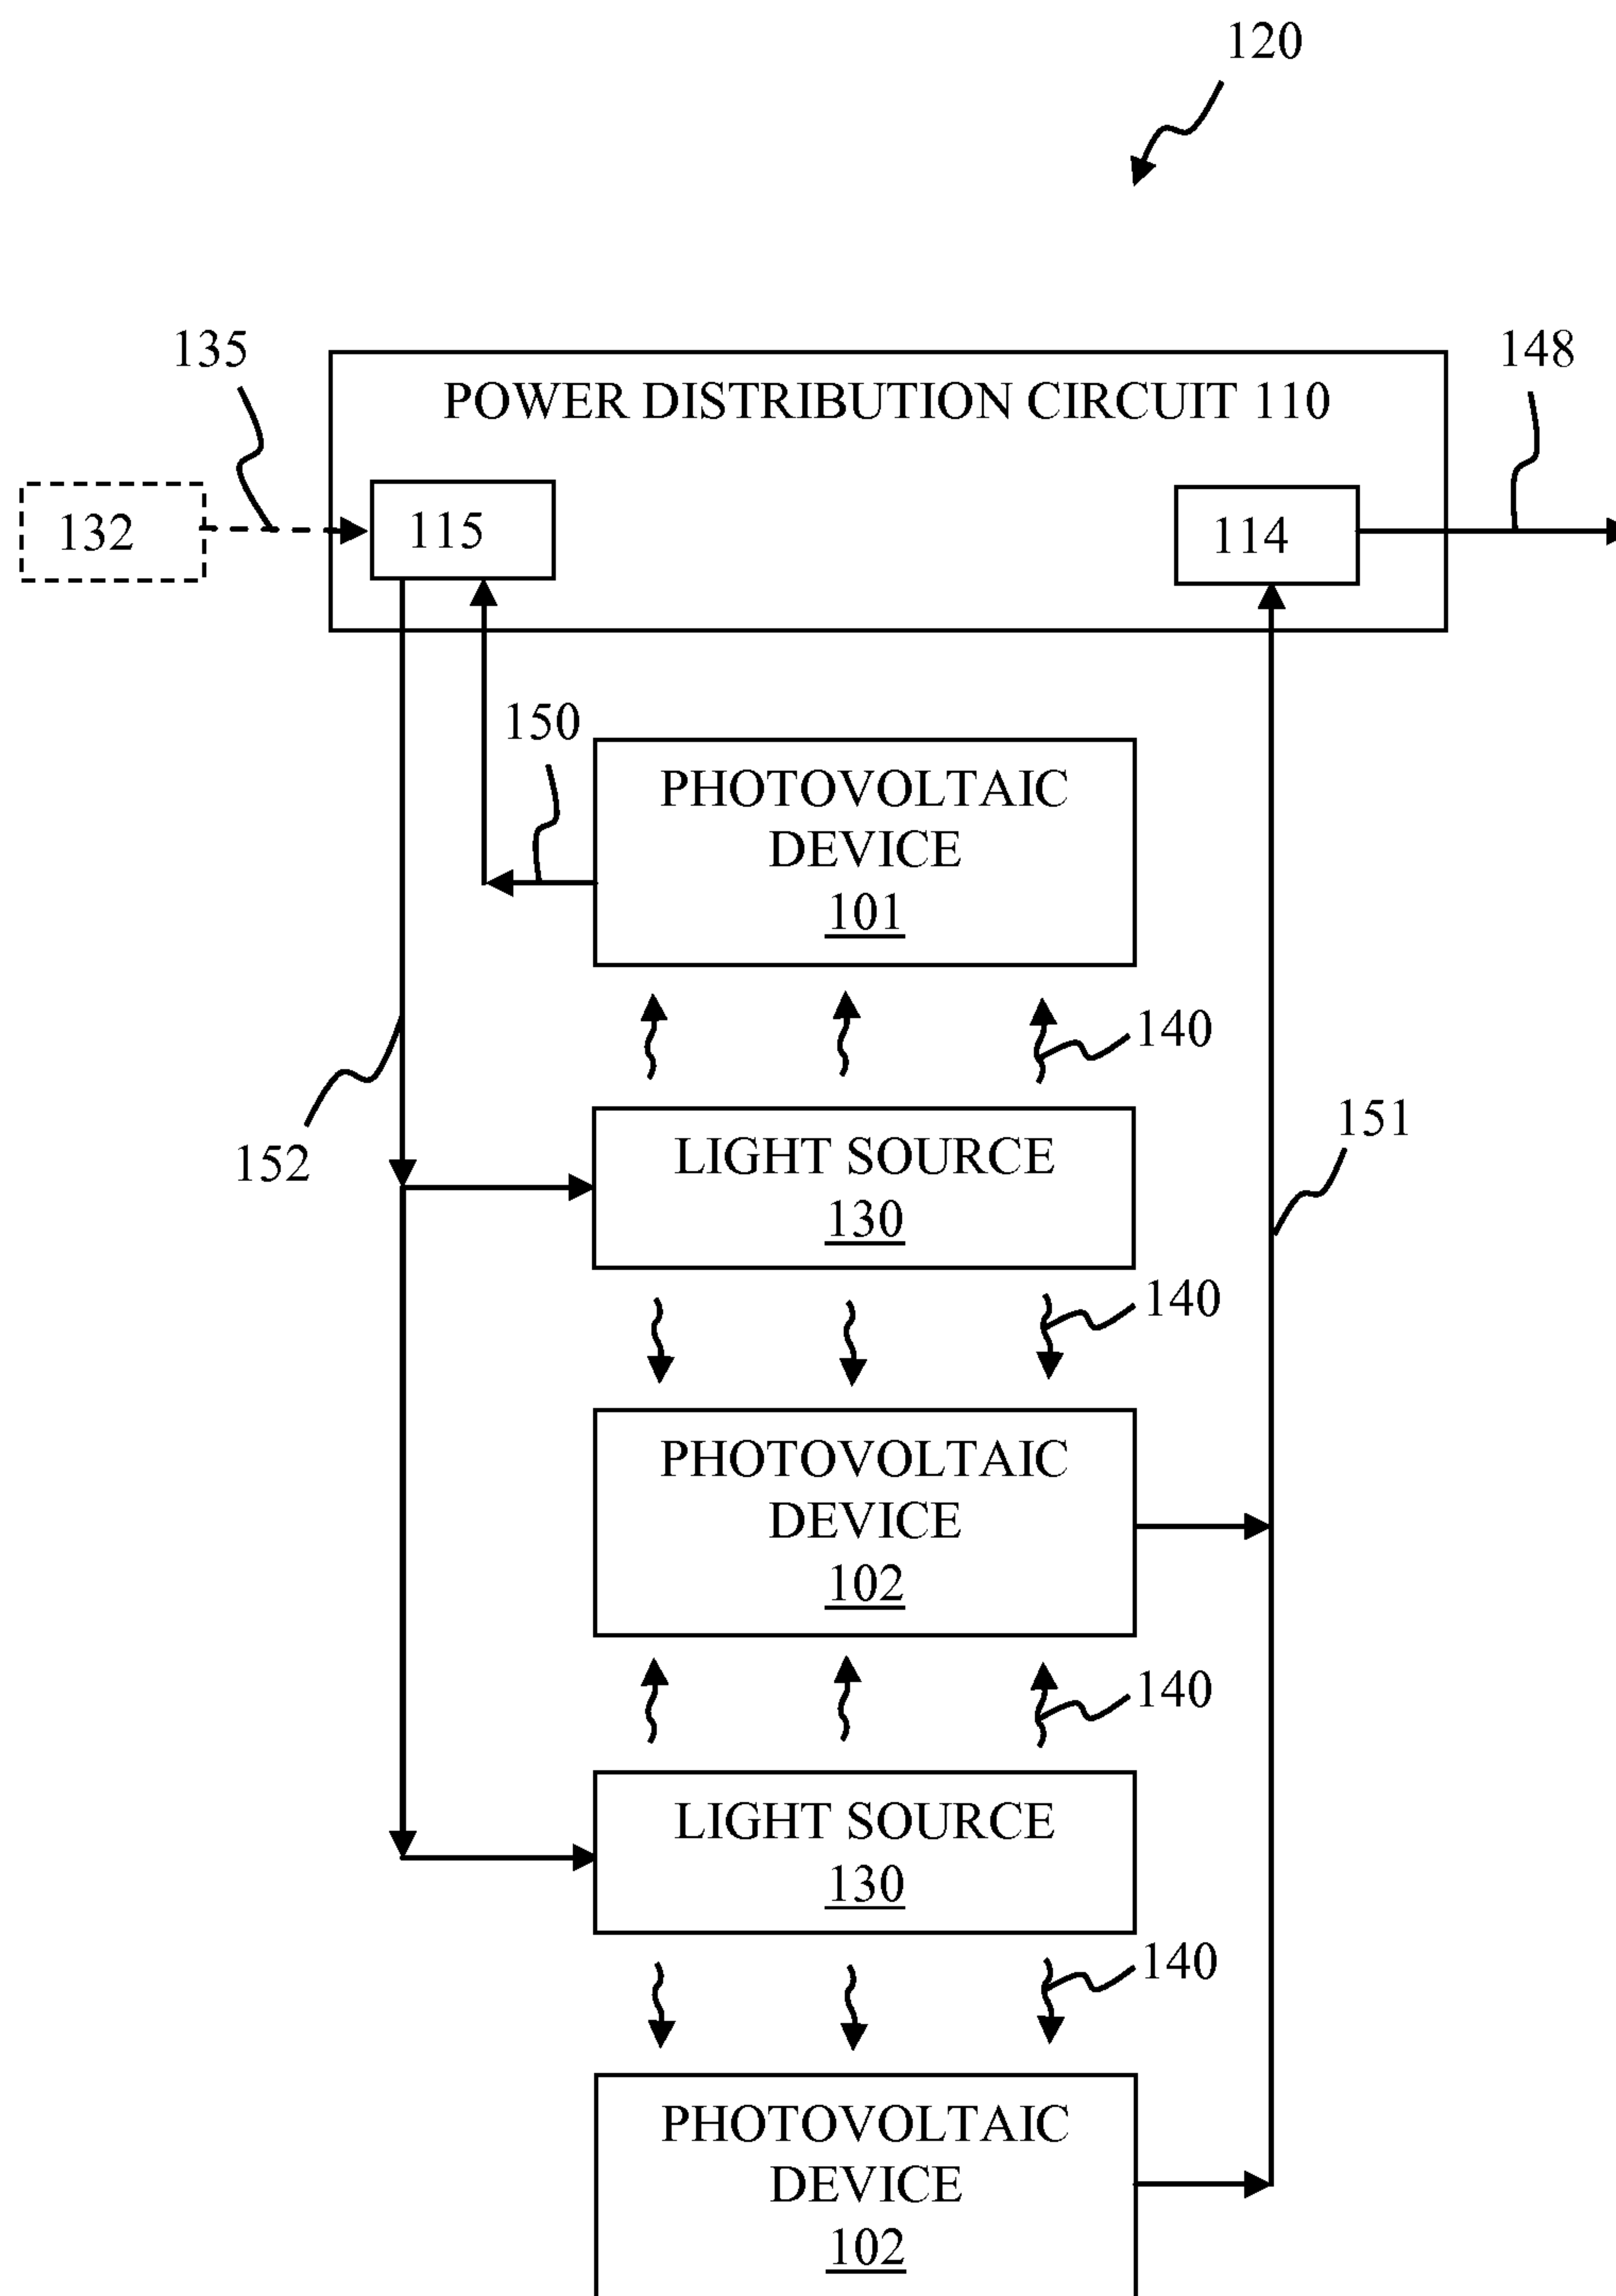 120
135
148
POWER DISTRIBUTION CIRCUIT 110
132
115
114
150
PHOTOVOLTAIC
DEVICE
101
140
152
LIGHT SOURCE
130
151
140
PHOTOVOLTAIC
DEVICE
102
140
LIGHT SOURCE
130
140
PHOTOVOLTAIC
DEVICE
102